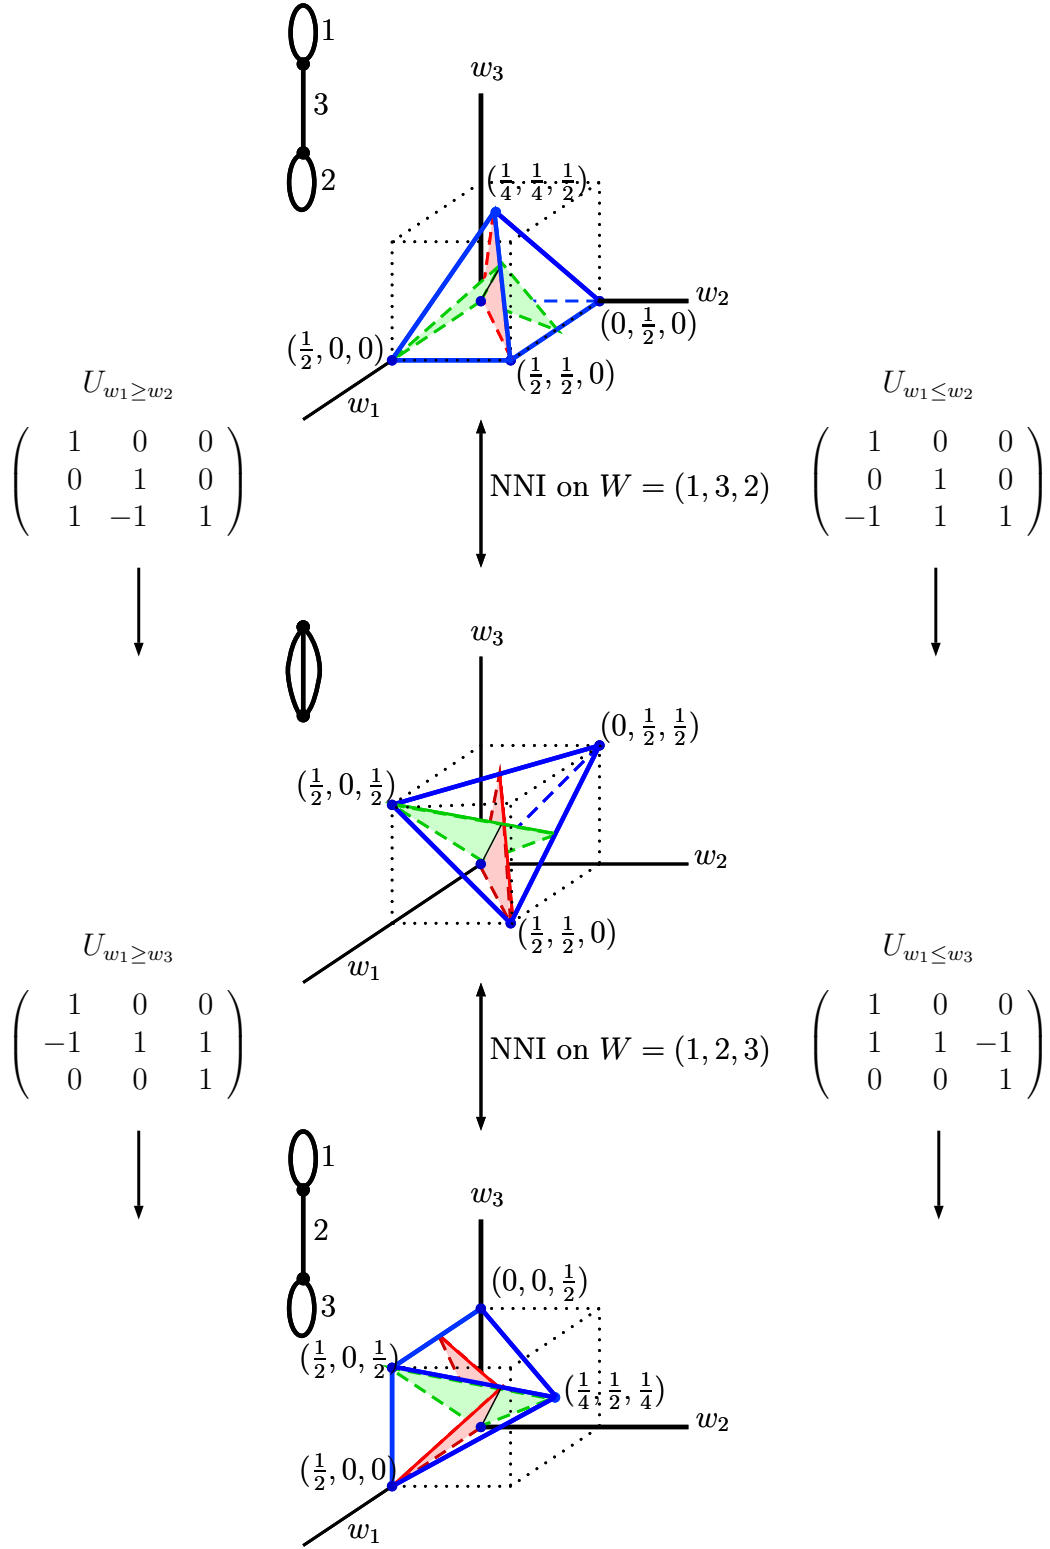 1
3
2
w₃
(1/4, 1/4, 1/2)
w₂
(0, 1/2, 0)
(1/2, 0, 0)
(1/2, 1/2, 0)
w₁
U_{w₁≥w₂}
1 0 0
0 1 0
1 −1 1
NNI on W = (1, 3, 2)
U_{w₁≤w₂}
1 0 0
0 1 0
−1 1 1
w₃
(0, 1/2, 1/2)
(1/2, 0, 1/2)
w₂
(1/2, 1/2, 0)
w₁
U_{w₁≥w₃}
1 0 0
−1 1 1
0 0 1
NNI on W = (1, 2, 3)
U_{w₁≤w₃}
1 0 0
1 1 −1
0 0 1
1
2
3
w₃
(0, 0, 1/2)
(1/2, 0, 1/2)
(1/4, 1/2, 1/4)
w₂
(1/2, 0, 0)
w₁